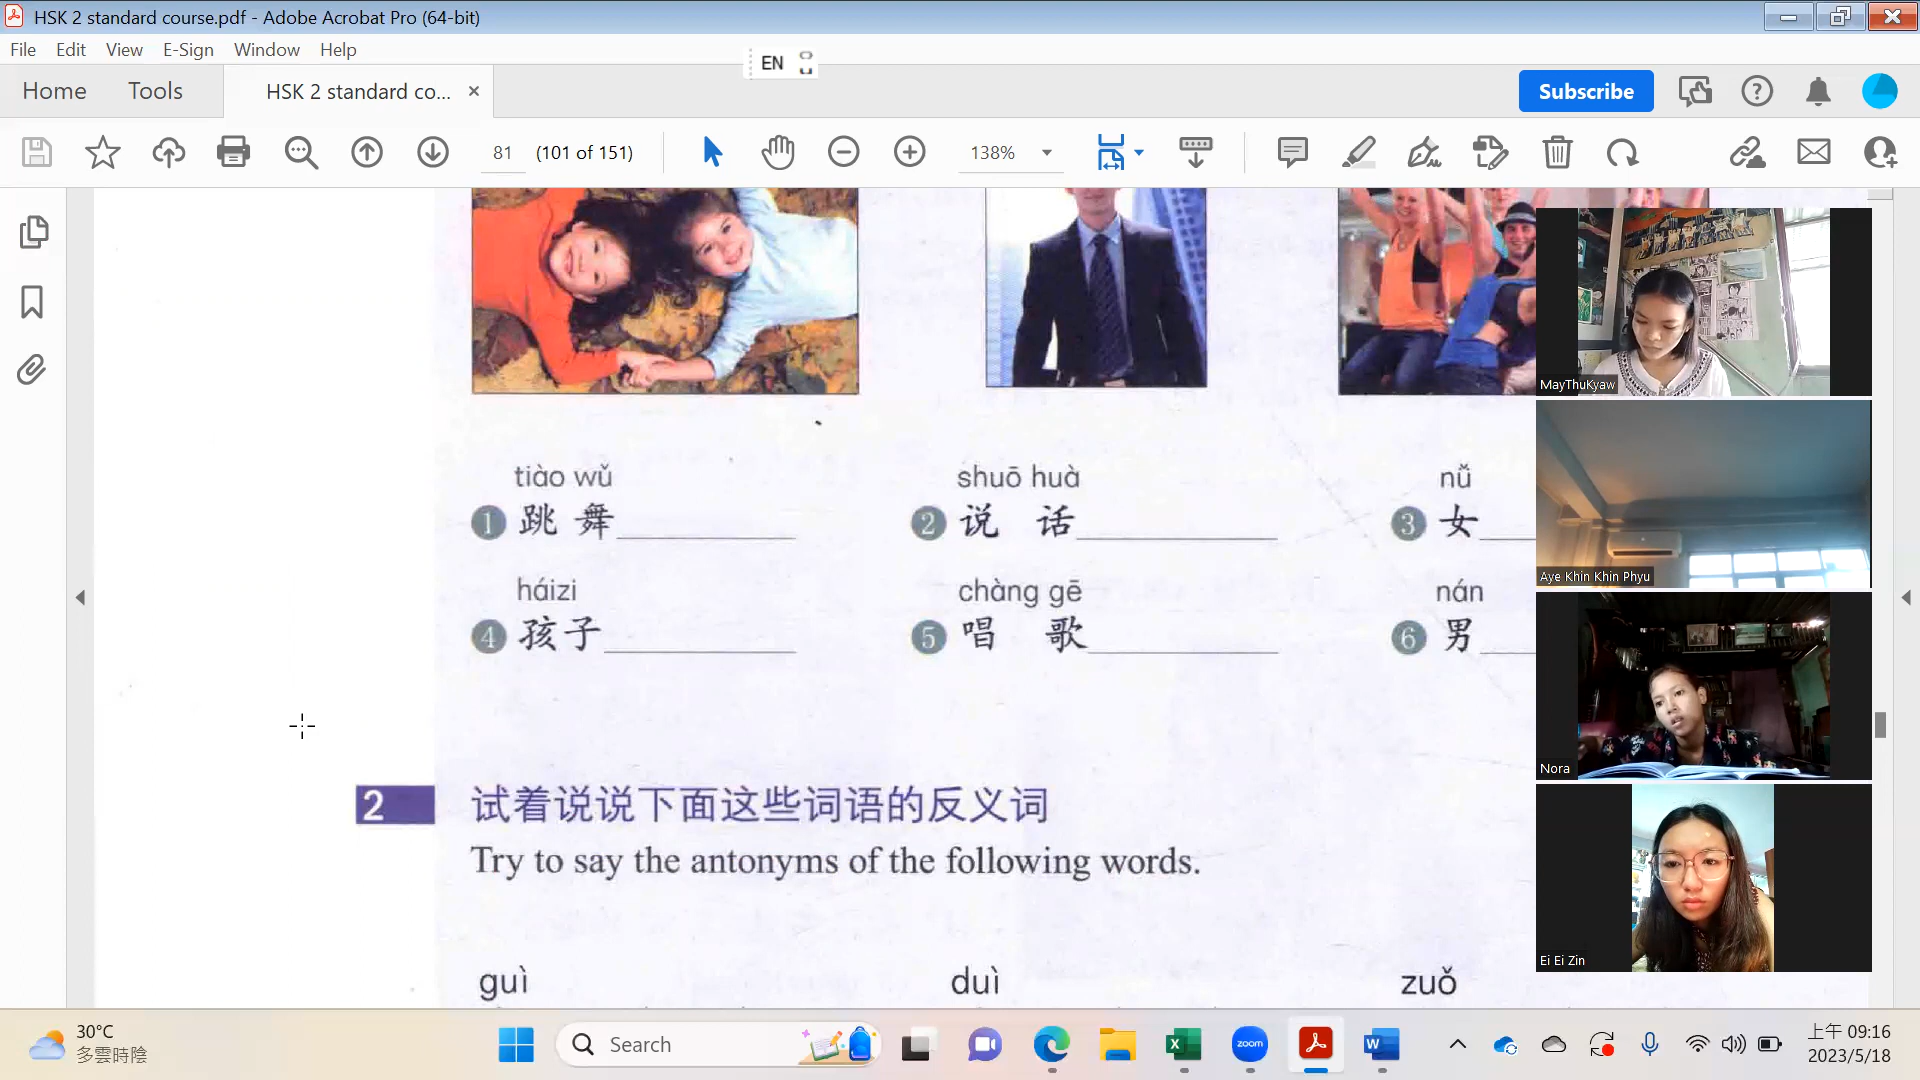 HSK 2 standard course.pdf - Adobe Acrobat Pro (64-bit)
File Edit View E-Sign Window Help
EN
Home Tools HSK 2 standard co... Subscribe
81 (101 of 151) 138%
MayThuKyaw
tiào wǔ shuō huà nǚ
1 跳 舞 2 说 话 3 女
Aye Khin Khin Phyu
háizi chàng gē nán
4 孩子 5 唱 歌 6 男
Nora
2 试着说说下面这些词语的反义词
Try to say the antonyms of the following words.
Ei Ei Zin
guì duì zuǒ
30°C
多雲時陰
Search
zoom
上午 09:16
2023/5/18